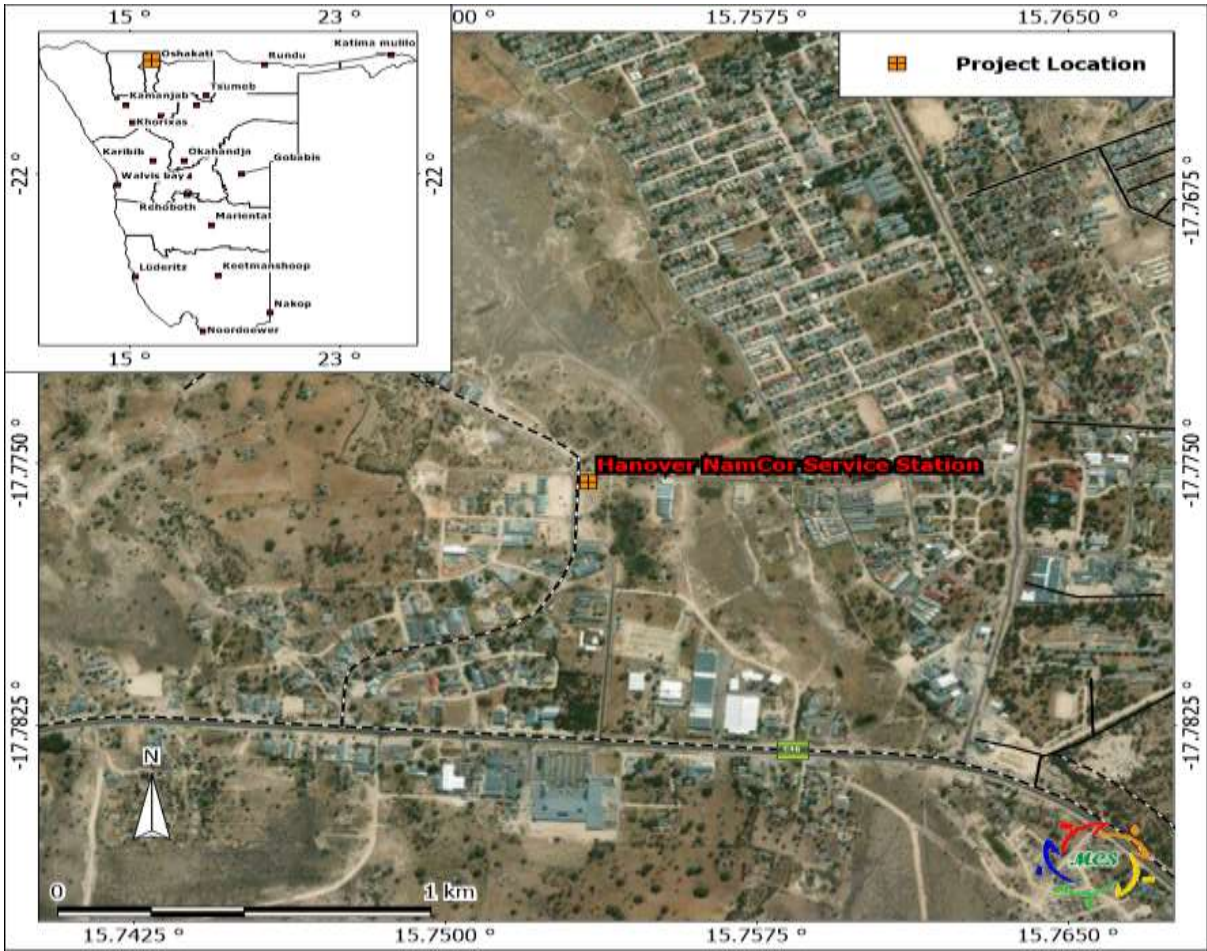 15 °
23 °
00 °
15.7575 °
15.7650 °
Oshakati
Rundu
Katima mulilo
Tsumeb
Kamanjab
Khorixas
Karibib
Okahandja
Gobabis
Walvis bay
Rehoboth
Mariental
Lüderitz
Keetmanshoop
Nakop
Noordoewer
-22 °
-22 °
15 °
23 °
Project Location
-17.7675 °
-17.7750 °
-17.7750 °
Hanover NamCor Service Station
-17.7825 °
-17.7825 °
N
0
1 km
MCS
15.7425 °
15.7500 °
15.7575 °
15.7650 °